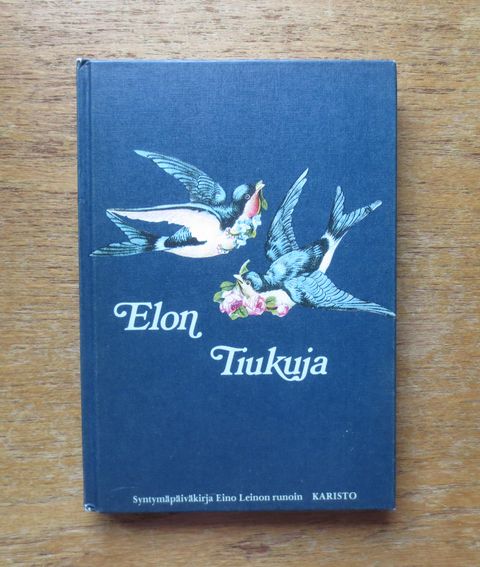 Elon
Tiukuja
Syntymäpäiväkirja Eino Leinon runoin KARISTO